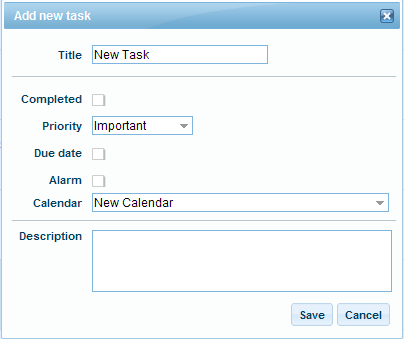 Add new task
Title New Task
Completed
Priority Important
Due date
Alarm
Calendar New Calendar
Description
Save Cancel